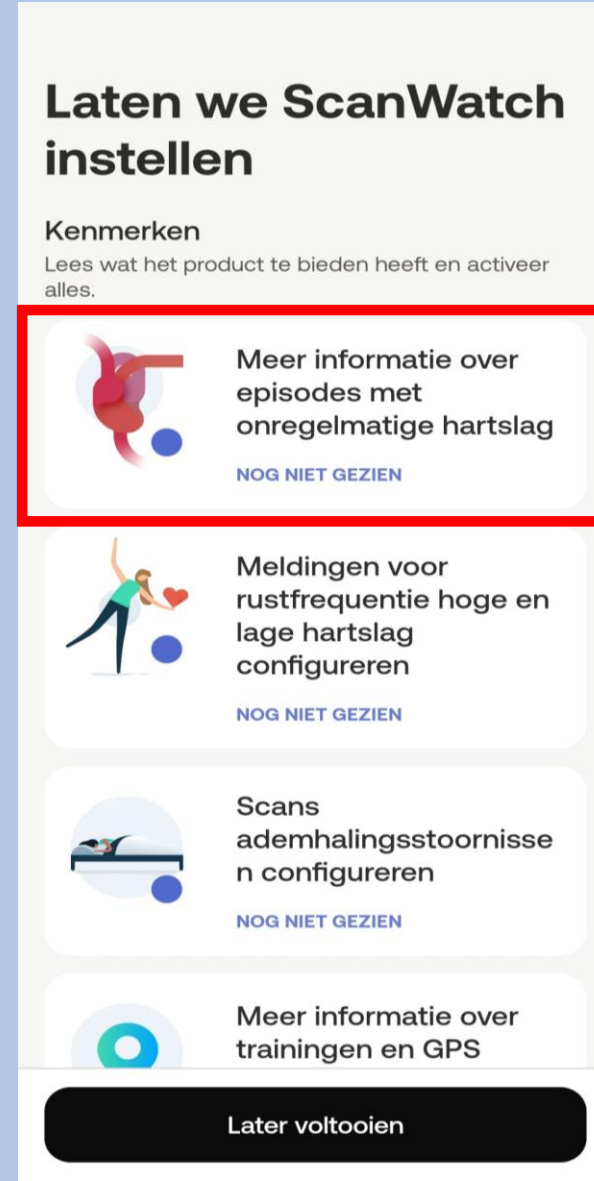 Laten we ScanWatch
instellen
Kenmerken
Lees wat het product te bieden heeft en activeer
alles.
Meer informatie over
episodes met
onregelmatige hartslag
NOG NIET GEZIEN
Meldingen voor
rustfrequentie hoge en
lage hartslag
configureren
NOG NIET GEZIEN
Scans
ademhalingsstoornisse
n configureren
NOG NIET GEZIEN
Meer informatie over
trainingen en GPS
Later voltooien